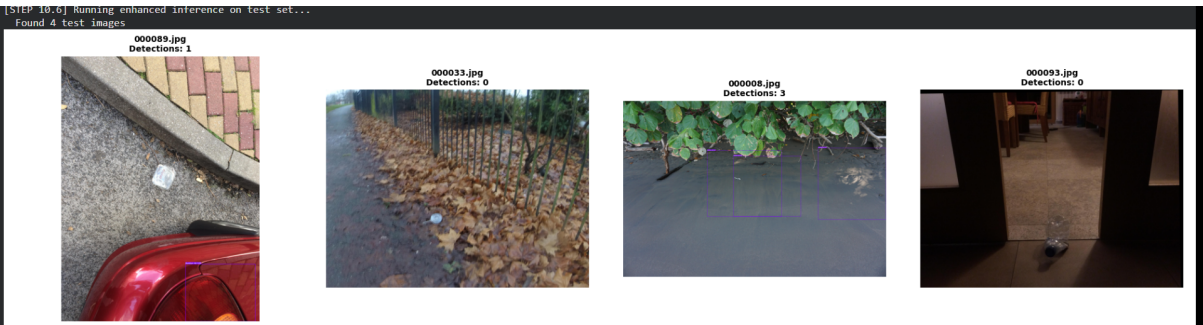 [STEP 10.6] Running enhanced inference on test set...
Found 4 test images
000089.jpg
Detections: 1
000033.jpg
Detections: 0
000008.jpg
Detections: 3
000093.jpg
Detections: 0